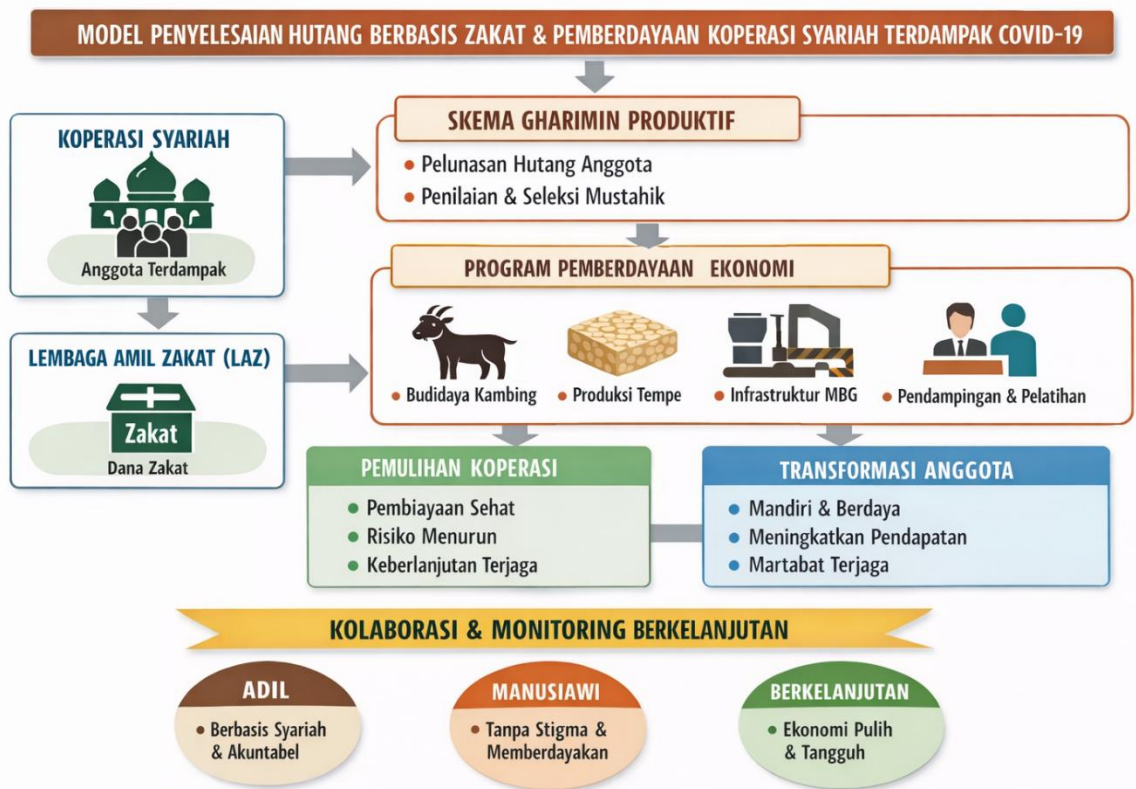 MODEL PENYELESAIAN HUTANG BERBASIS ZAKAT & PEMBERDAYAAN KOPERASI SYARIAH TERDAMPAK COVID-19
KOPERASI SYARIAH
Anggota Terdampak
SKEMA GHARIMIN PRODUKTIF
• Pelunasan Hutang Anggota
• Penilaian & Seleksi Mustahik
LEMBAGA AMIL ZAKAT (LAZ)
Zakat
Dana Zakat
PROGRAM PEMBERDAYAAN EKONOMI
• Budidaya Kambing
• Produksi Tempe
• Infrastruktur MBG
• Pendampingan & Pelatihan
PEMULIHAN KOPERASI
• Pembiayaan Sehat
• Risiko Menurun
• Keberlanjutan Terjaga
TRANSFORMASI ANGGOTA
• Mandiri & Berdaya
• Meningkatkan Pendapatan
• Martabat Terjaga
KOLABORASI & MONITORING BERKELANJUTAN
ADIL
• Berbasis Syariah
& Akuntabel
MANUSIAWI
• Tanpa Stigma &
Memberdayakan
BERKELANJUTAN
• Ekonomi Pulih
& Tangguh